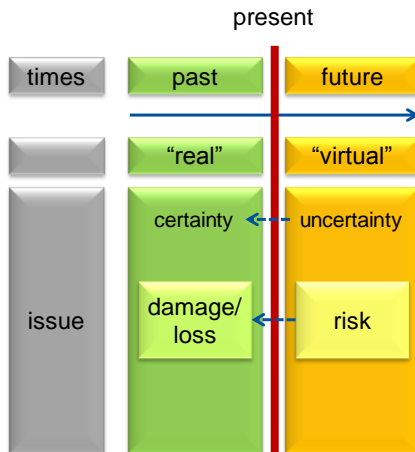 present
times past future
“real” “virtual”
certainty uncertainty
issue damage/ risk
loss